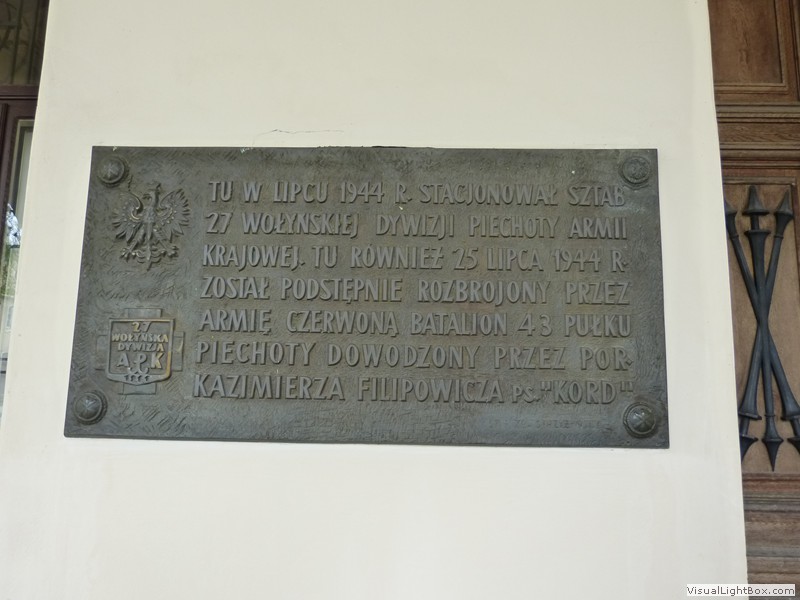 TU W LIPCU 1944 R. STACJONOWAŁ SZTAB
27 WOŁYŃSKIEJ DYWIZJI PIECHOTY ARMII
KRAJOWEJ. TU RÓWNIEŻ 25 LIPCA 1944 R.
ZOSTAŁ PODSTĘPNIE ROZBROJONY PRZEZ
ARMIĘ CZERWONĄ BATALION 43 PUŁKU
PIECHOTY DOWODZONY PRZEZ POR.
KAZIMIERZA FILIPOWICZA PS. "KORD"
27
WOŁYŃSKA
DYWIZJA
A K
VisualLightBox.com